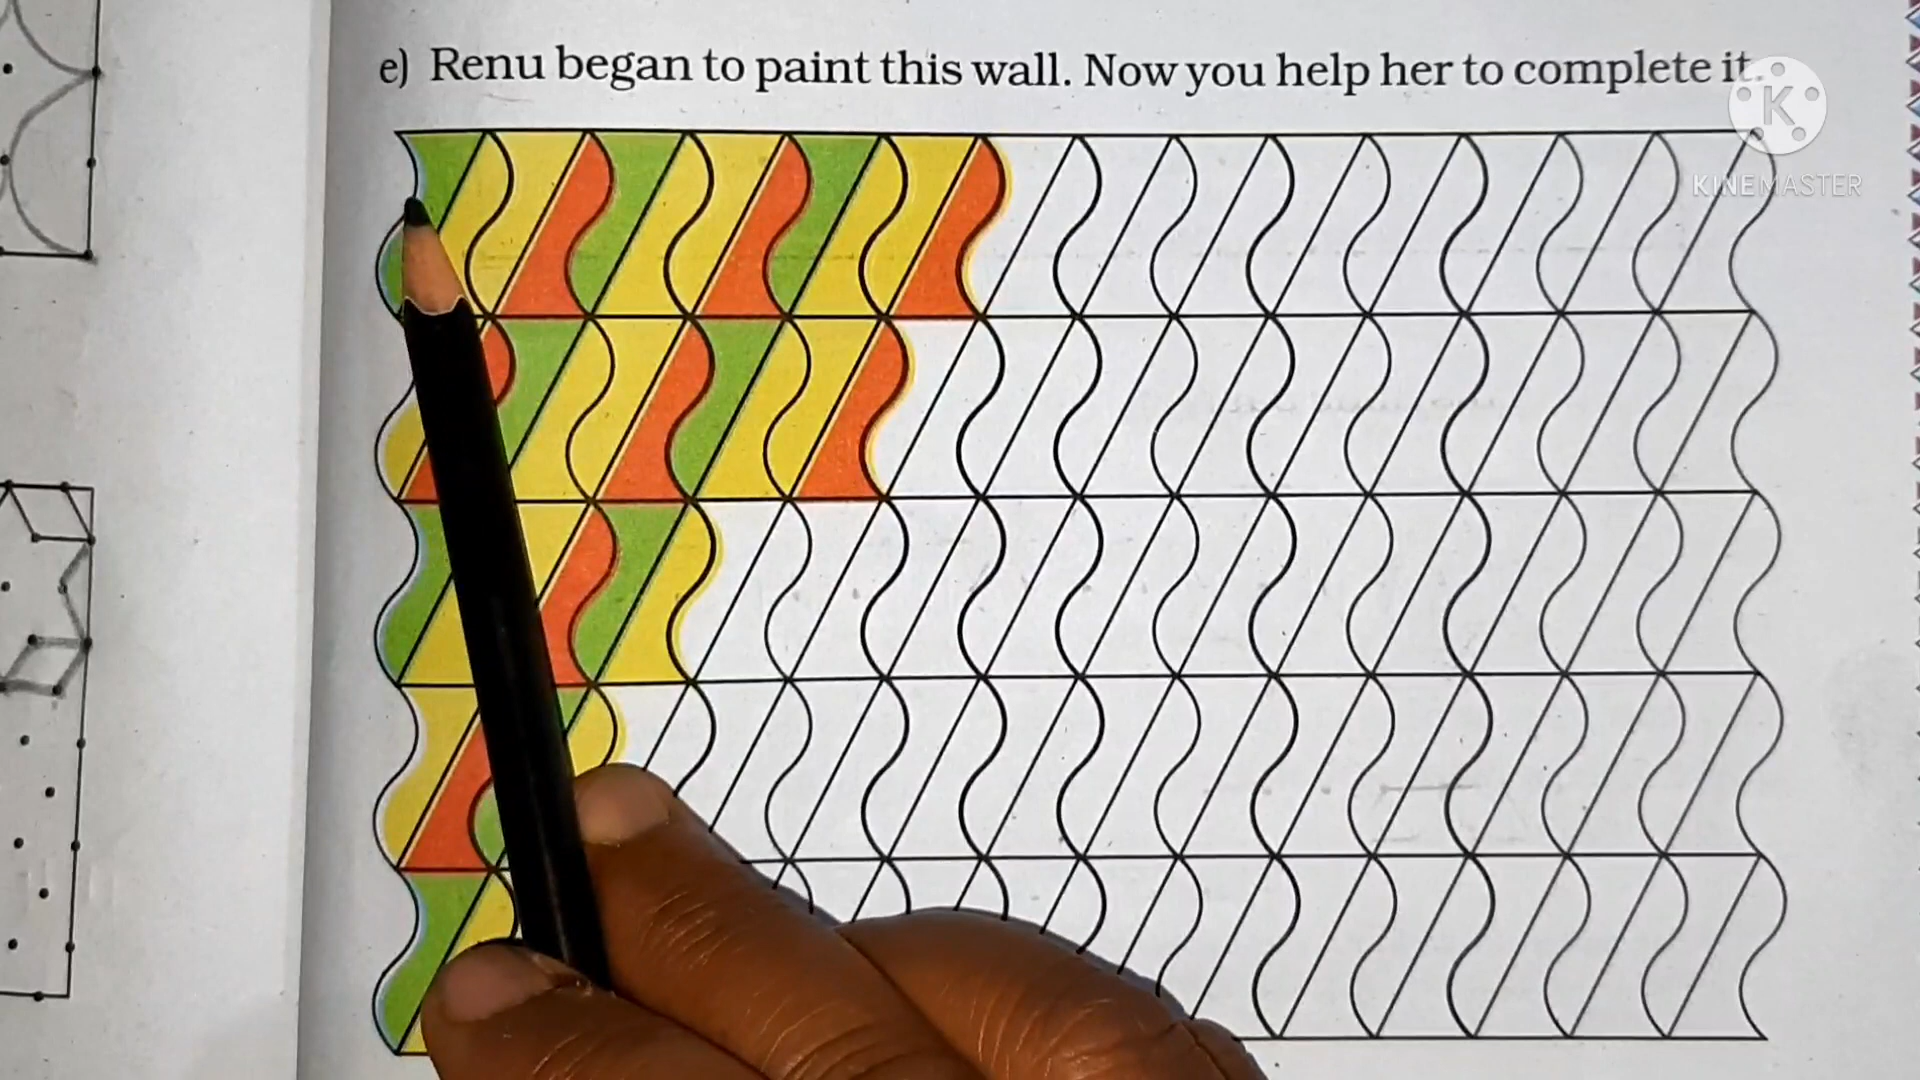 e) Renu began to paint this wall. Now you help her to complete it.
K
KINEMASTER